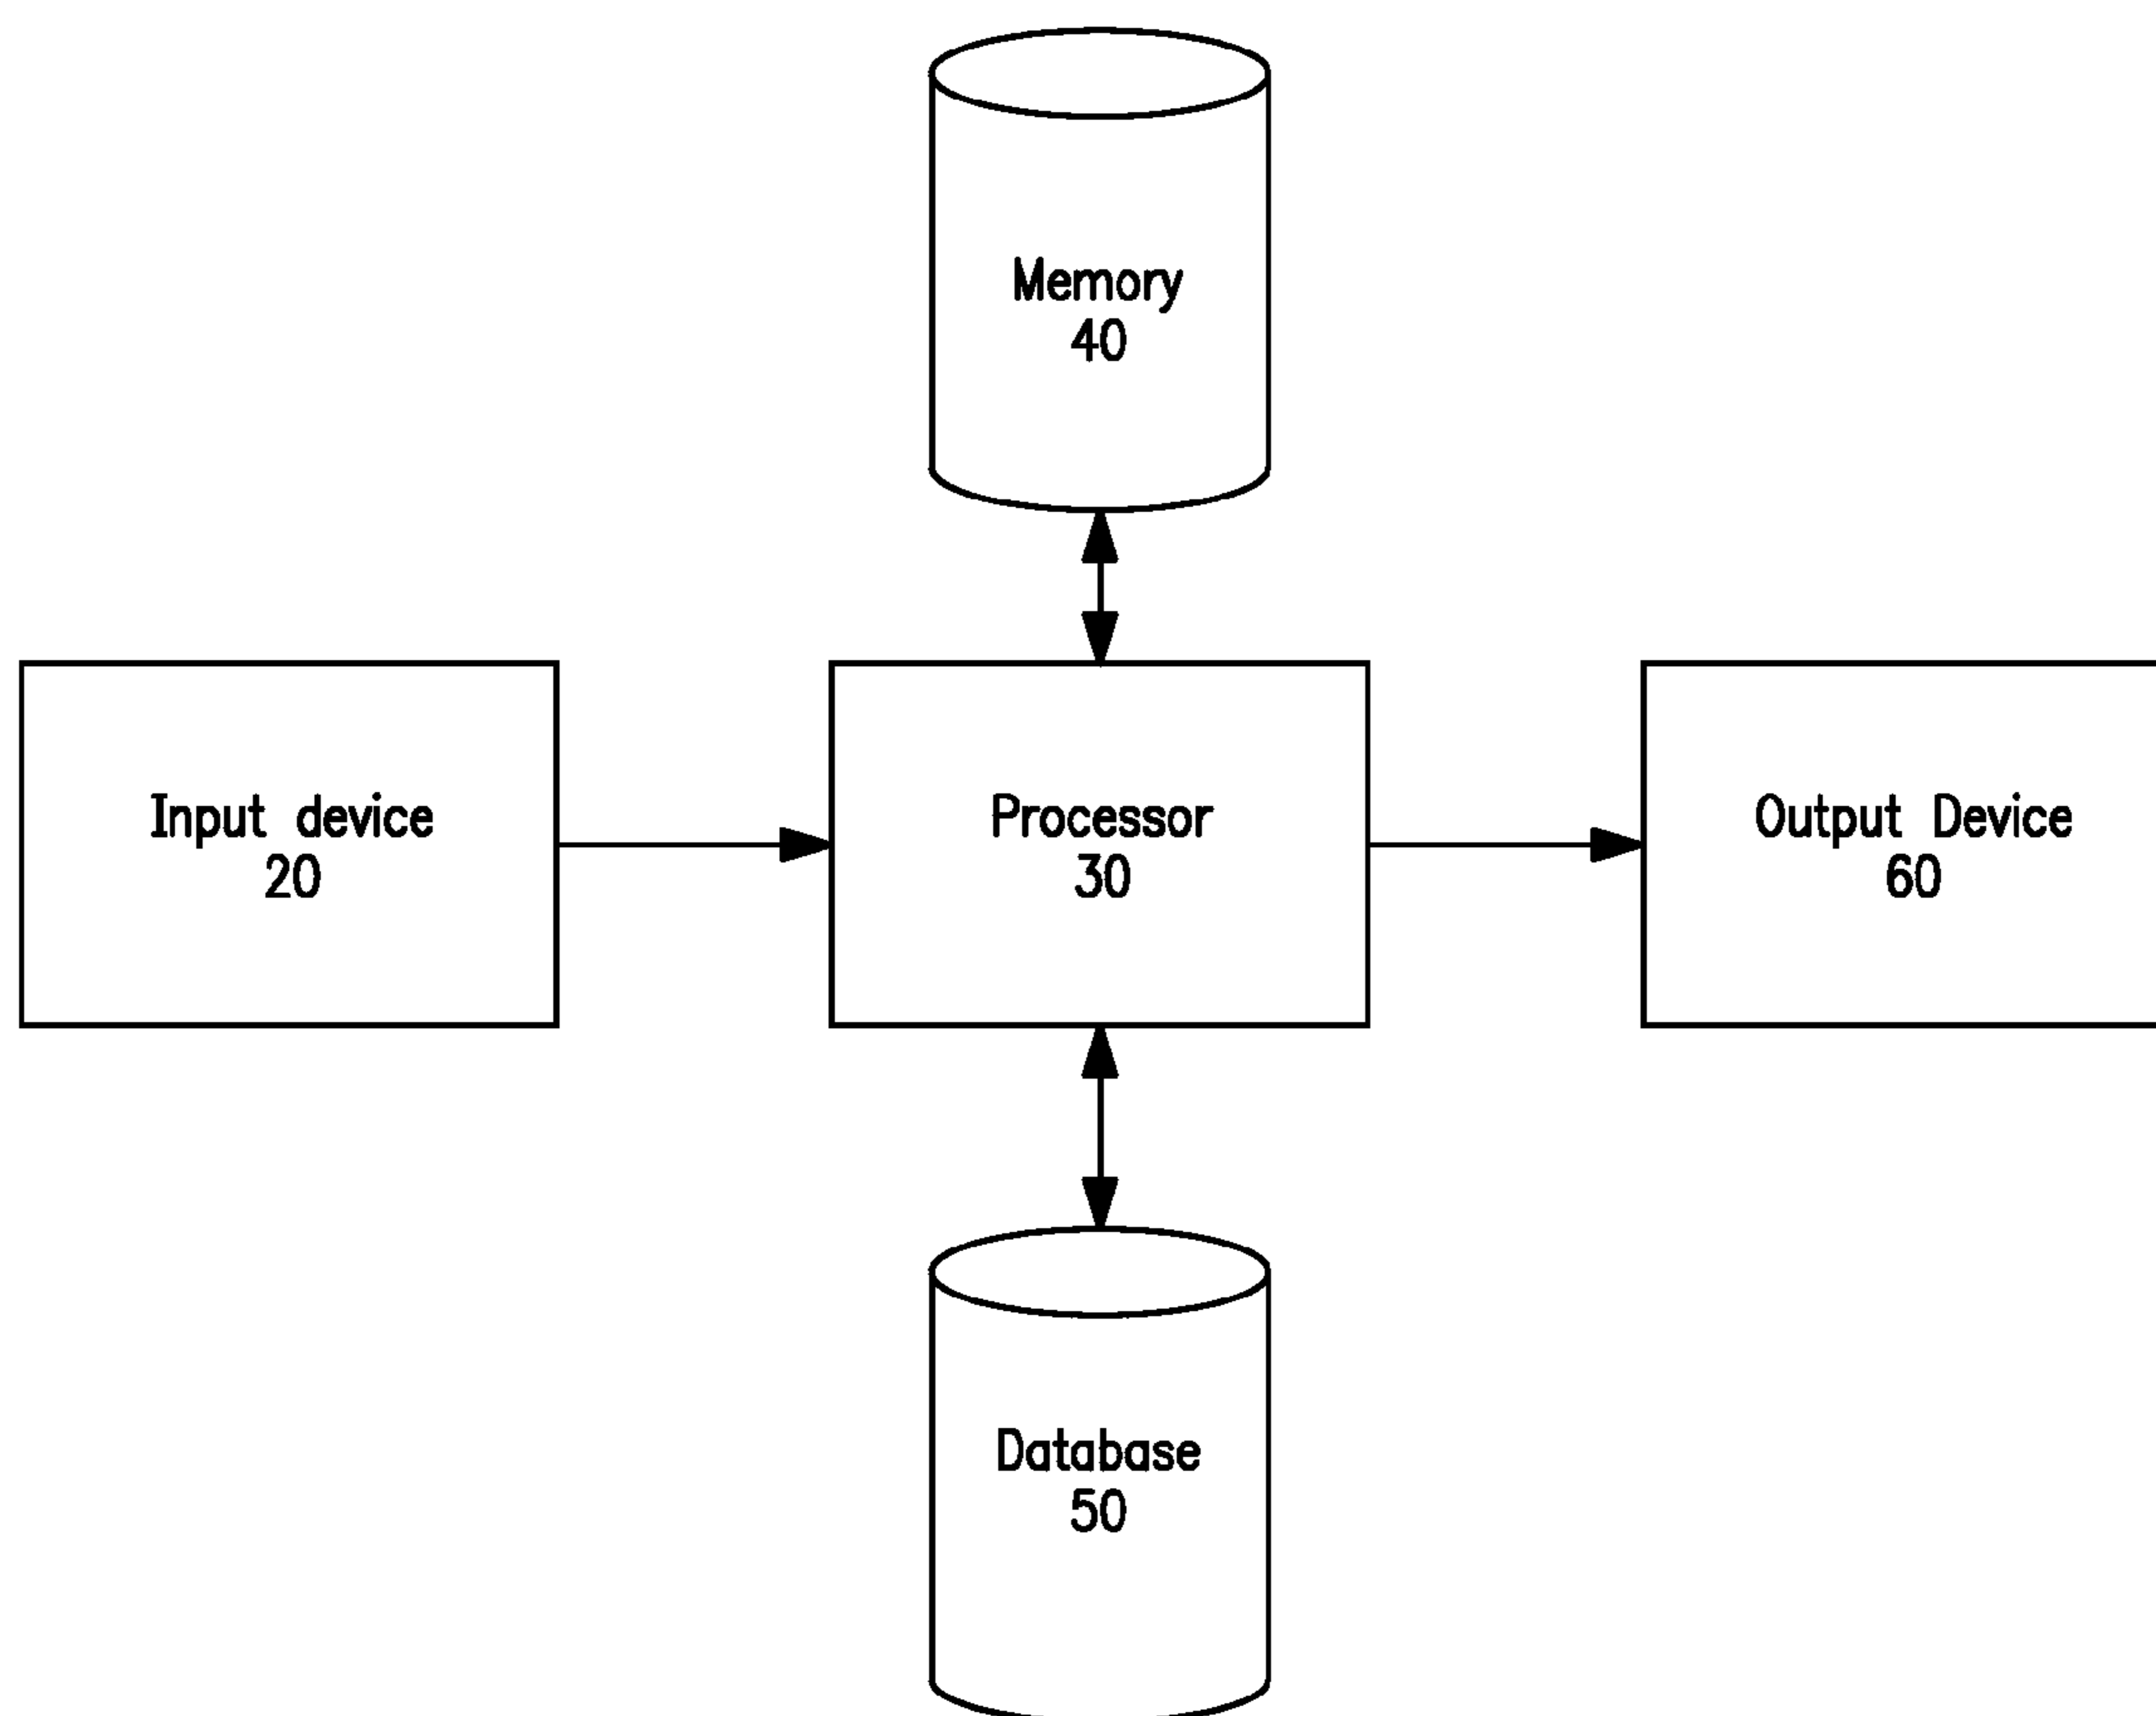 Memory
40
Input device
20
Processor
30
Output Device
60
Database
50